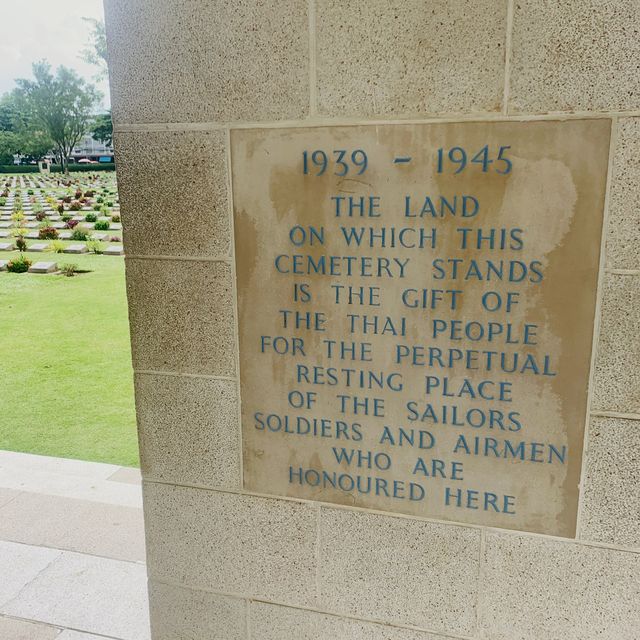 1939 - 1945
THE LAND
ON WHICH THIS
CEMETERY STANDS
IS THE GIFT OF
THE THAI PEOPLE
FOR THE PERPETUAL
RESTING PLACE
OF THE SAILORS
SOLDIERS AND AIRMEN
WHO ARE
HONOURED HERE